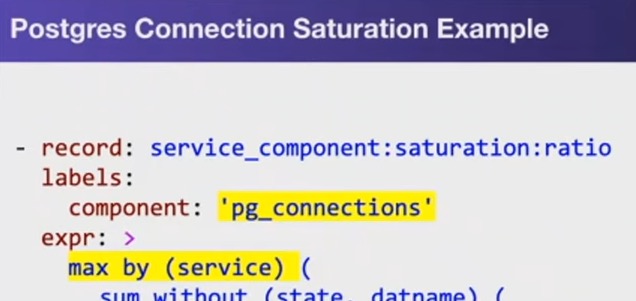 Postgres Connection Saturation Example
- record: service_component:saturation:ratio
labels:
component: 'pg_connections'
expr: >
max by (service) (
sum without (state, datname) (